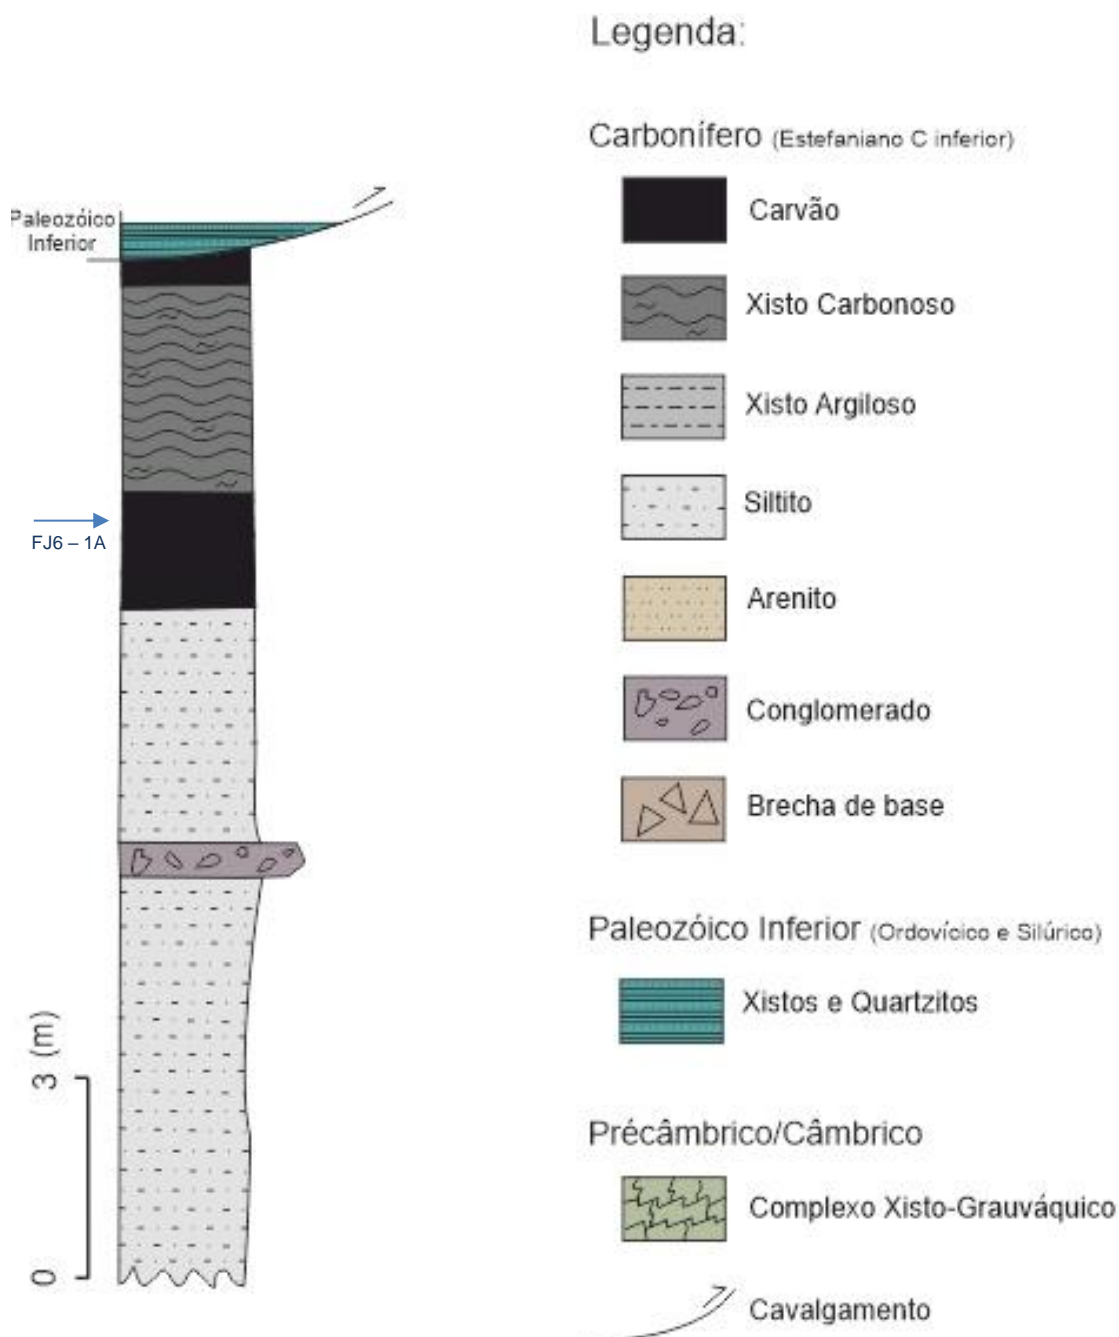 Legenda:
Carbonífero (Estefaniano C inferior)
Carvão
Xisto Carbonoso
Xisto Argiloso
Siltito
Arenito
Conglomerado
Brecha de base
Paleozóico Inferior (Ordovícico e Silúrico)
Xistos e Quartzitos
Précâmbrico/Câmbrico
Complexo Xisto-Grauváquico
Cavalgamento
Paleozóico
Inferior
FJ6 – 1A
3 (m)
0